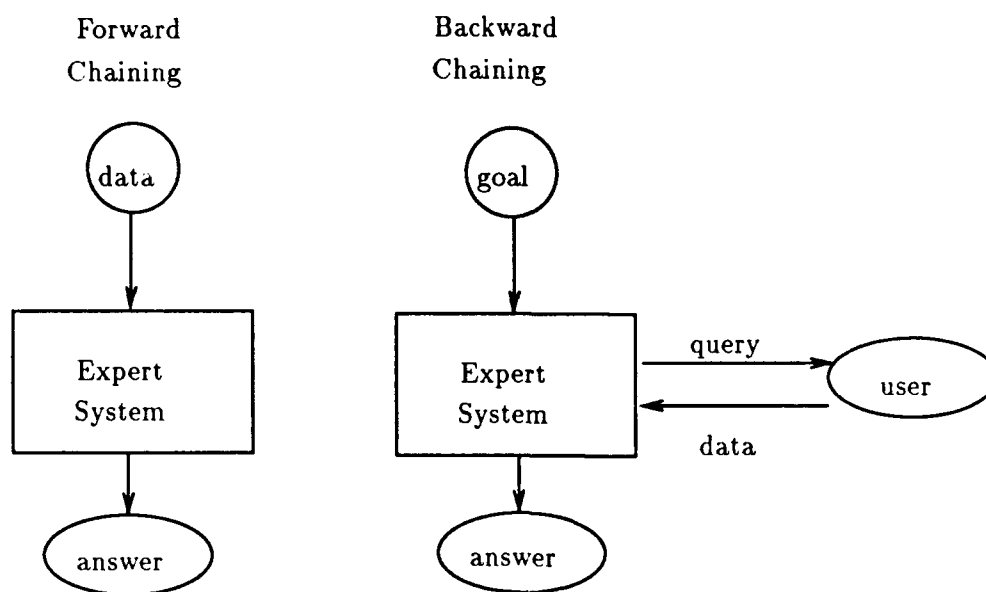 Forward
Chaining
data
Expert
System
answer
Backward
Chaining
goal
Expert
System
query
user
data
answer